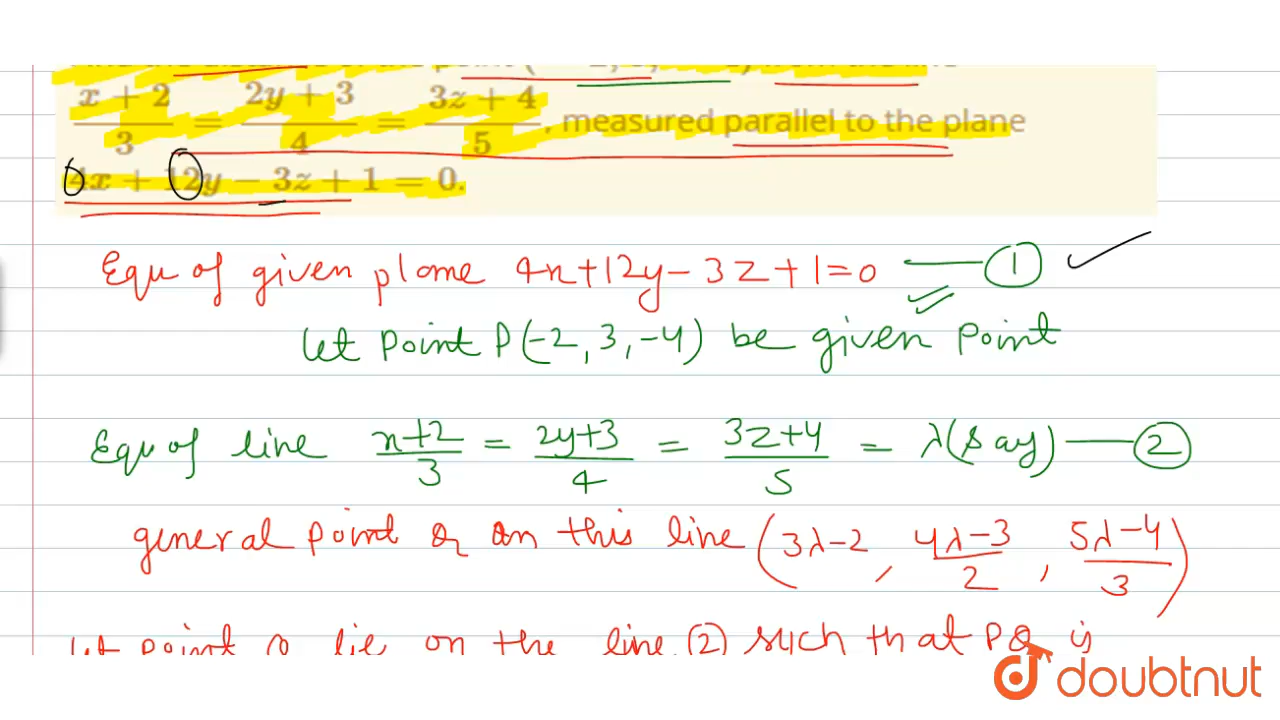 x + 2 / 3 = 2y + 3 / 4 = 3z + 4 / 5 , measured parallel to the plane
4x + 12y − 3z + 1 = 0.
Equ of given plane 4x+12y-3z+1=0 —— 1
let point P(-2, 3, -4) be given point
Equ of line x+2 / 3 = 2y+3 / 4 = 3z+4 / 5 = λ(say) —— 2
general point Q on this line (3λ-2, 4λ-3 / 2, 5λ-4 / 3)
let point Q lie on the line (2) such that PQ is
doubtnut